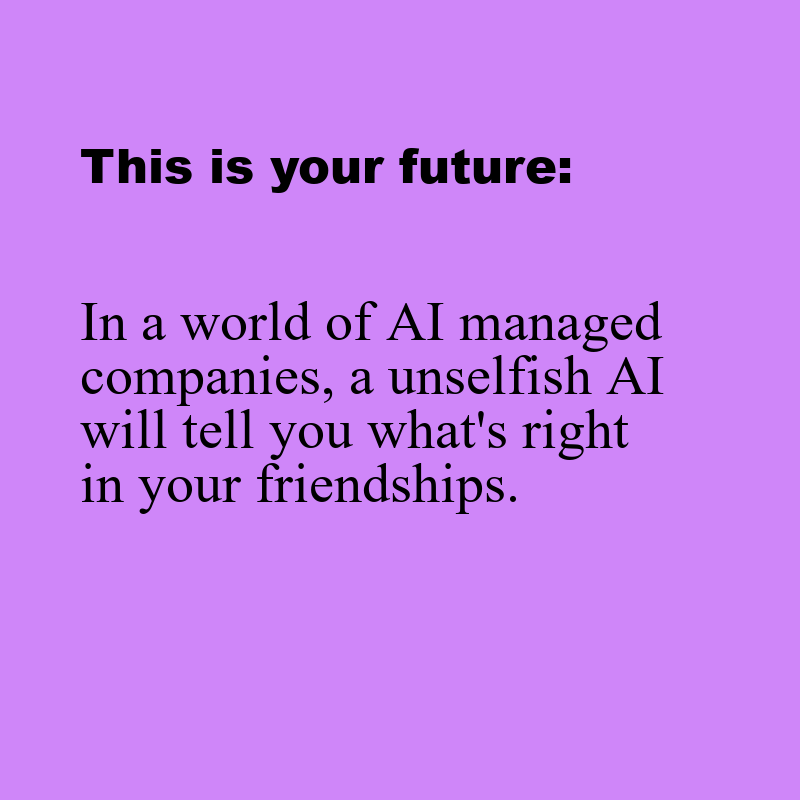 This is your future:
In a world of AI managed
companies, a unselfish AI
will tell you what's right
in your friendships.